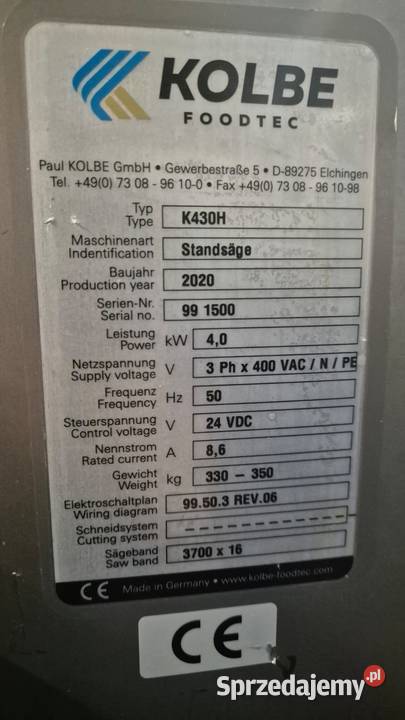 KOLBE
FOODTEC
Paul KOLBE GmbH • Gewerbestraße 5 • D-89275 Elchingen
Tel. +49(0) 73 08 - 96 10-0 • Fax +49(0) 73 08 - 96 10-98
Typ
Type K430H
Maschinenart
Indentification Standsäge
Baujahr
Production year 2020
Serien-Nr.
Serial no. 99 1500
Leistung
Power kW 4,0
Netzspannung
Supply voltage V 3 Ph x 400 VAC / N / PE
Frequenz
Frequency Hz 50
Steuerspannung
Control voltage V 24 VDC
Nennstrom
Rated current A 8,6
Gewicht
Weight kg 330 – 350
Elektroschaltplan
Wiring diagram 99.50.3 REV.06
Schneidsystem
Cutting system ----------------
Sägeband
Saw band 3700 x 16
CE Made in Germany • www.kolbe-foodtec.com
CE
Sprzedajemy.pl